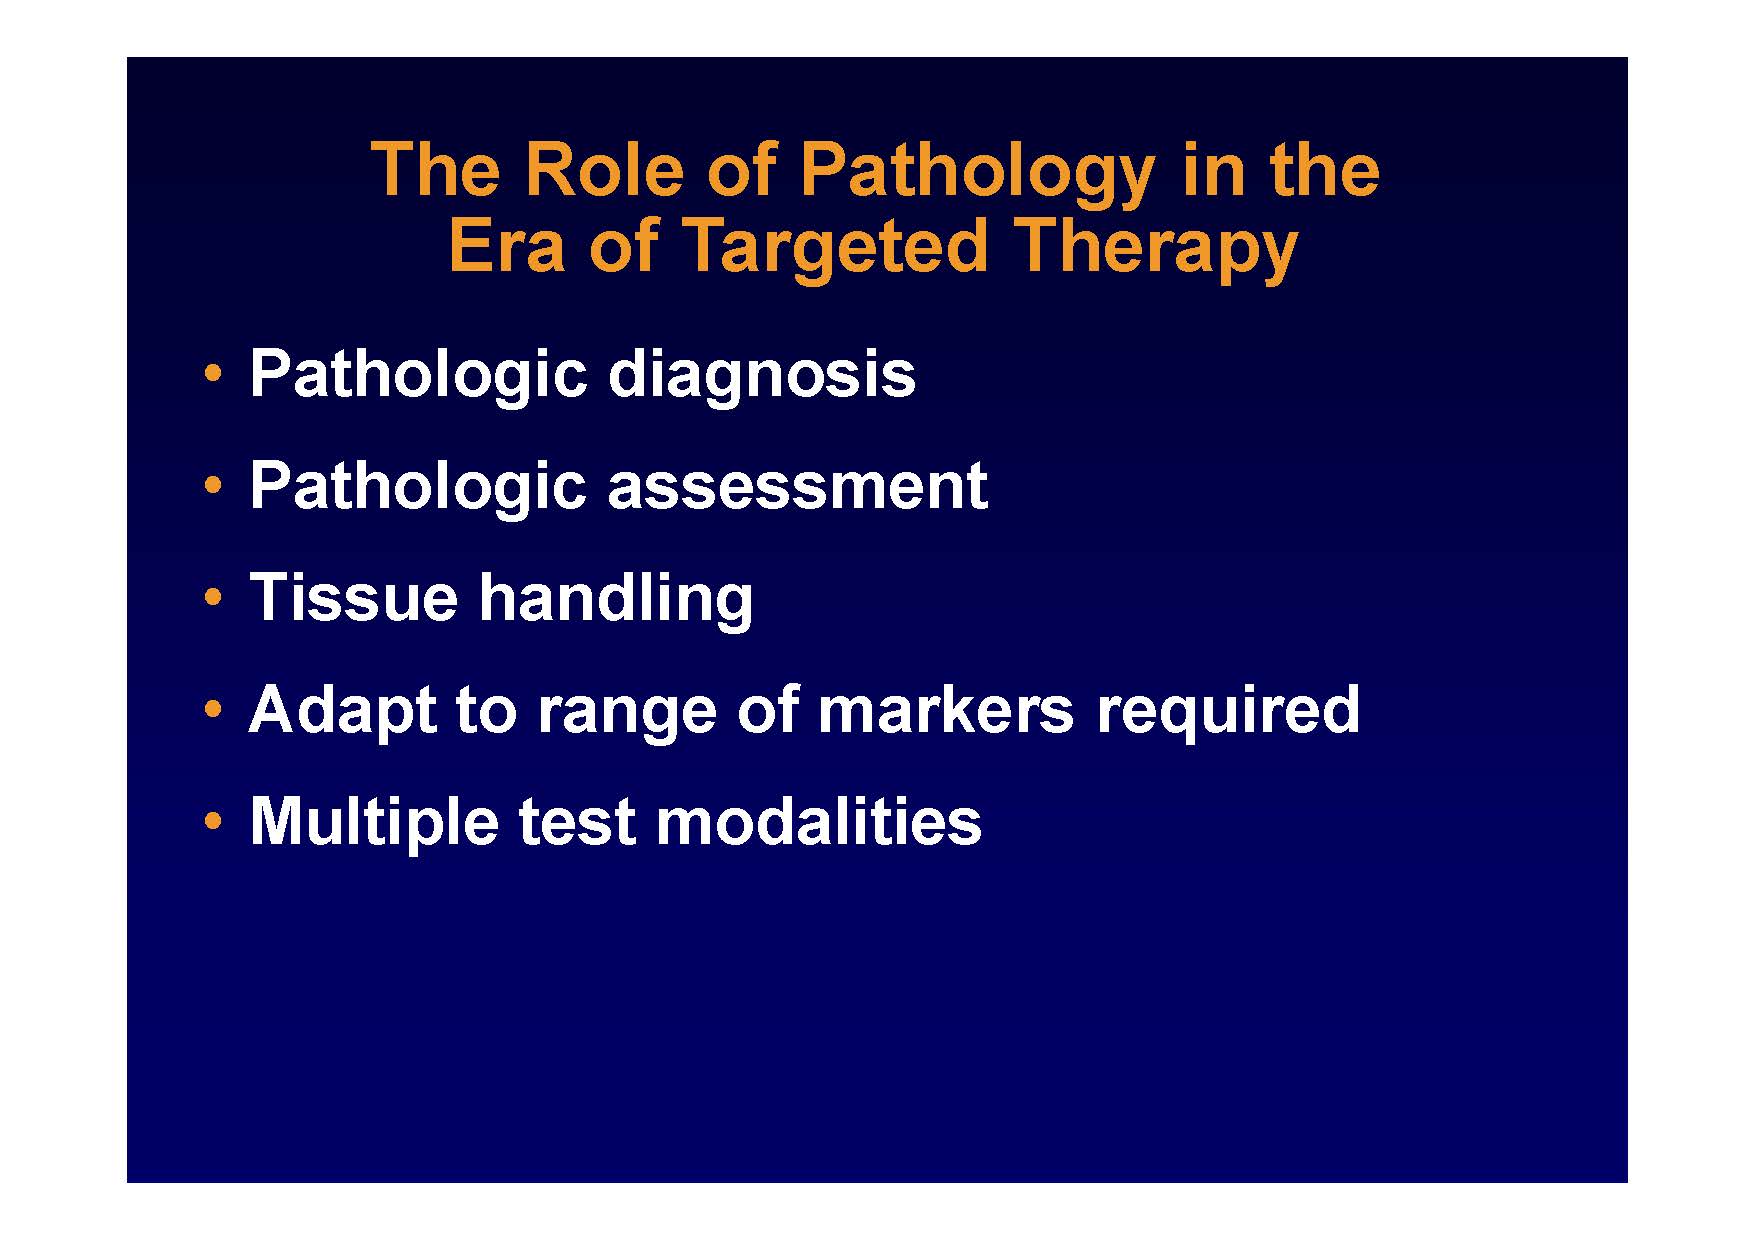 The Role of Pathology in the
Era of Targeted Therapy
• Pathologic diagnosis
• Pathologic assessment
• Tissue handling
• Adapt to range of markers required
• Multiple test modalities